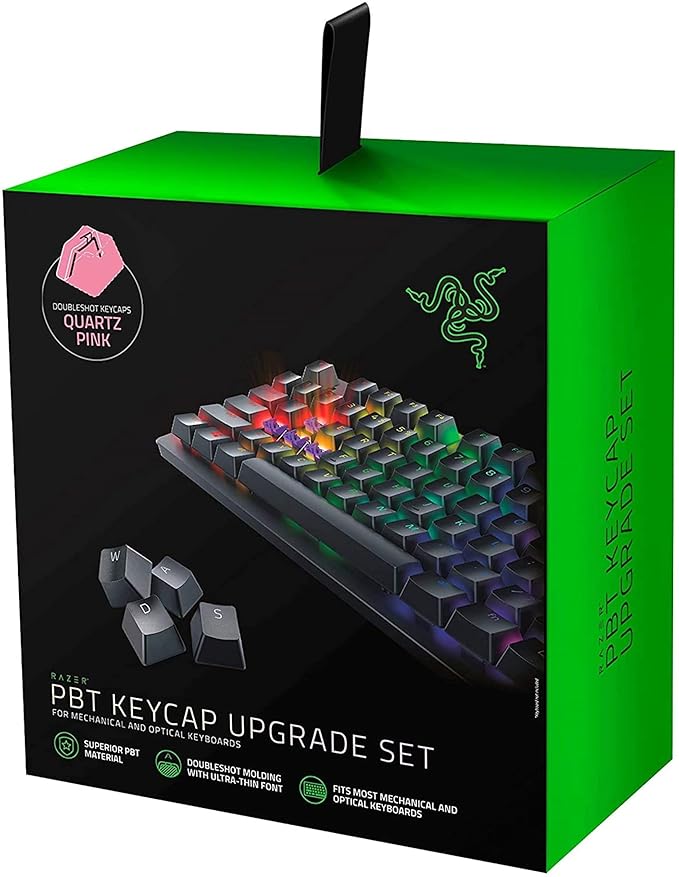 DOUBLESHOT KEYCAPS
QUARTZ
PINK
W
A
D
S
RAZER
PBT KEYCAP UPGRADE SET
FOR MECHANICAL AND OPTICAL KEYBOARDS
SUPERIOR PBT
MATERIAL
DOUBLESHOT MOLDING
WITH ULTRA-THIN FONT
FITS MOST MECHANICAL AND
OPTICAL KEYBOARDS
RAZER
PBT KEYCAP
UPGRADE SET